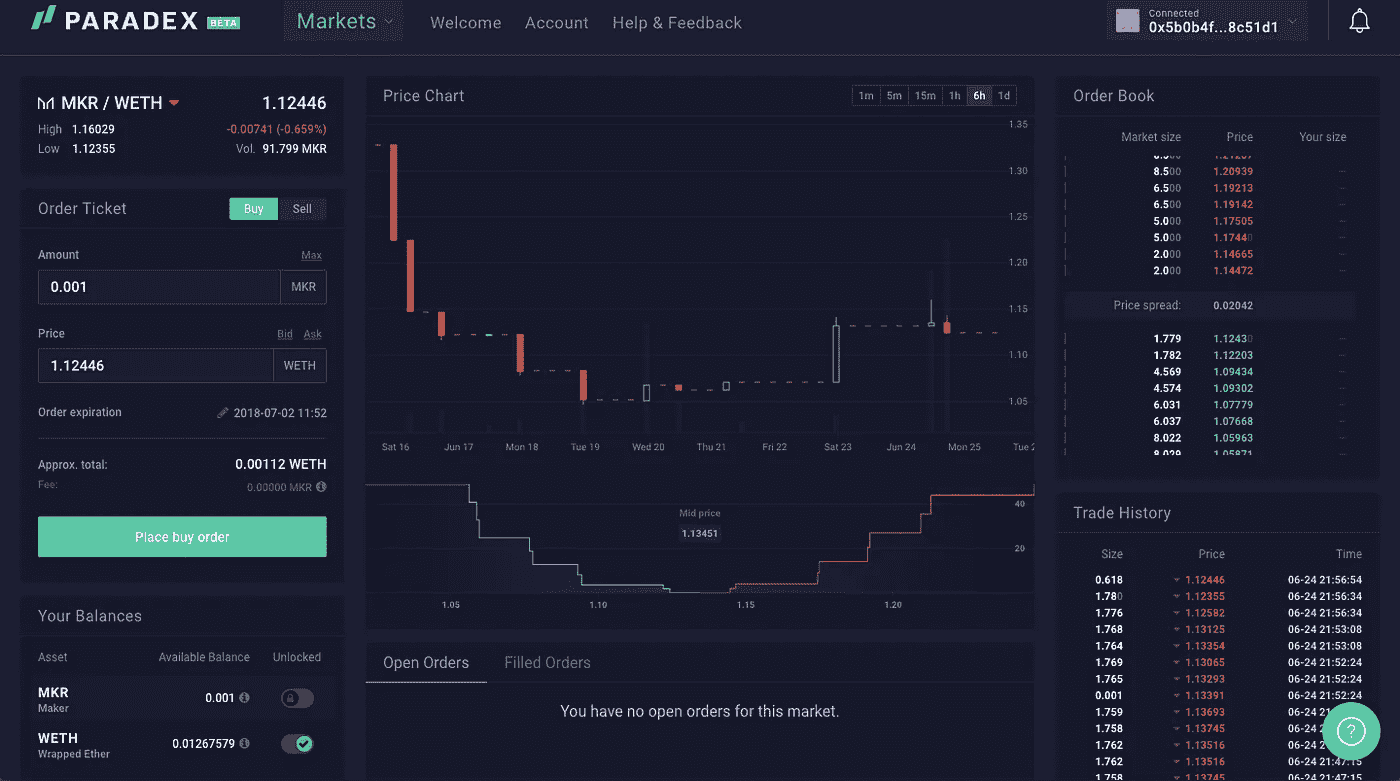 PARADEX BETA
Markets
Welcome
Account
Help & Feedback
Connected
0x5b0b4f...8c51d1
MKR / WETH 1.12446
High 1.16029 -0.00741 (-0.659%)
Low 1.12355 Vol. 91.799 MKR
Order Ticket Buy Sell
Amount Max
0.001 MKR
Price Bid Ask
1.12446 WETH
Order expiration 2018-07-02 11:52
Approx. total: 0.00112 WETH
Fee: 0.00000 MKR
Place buy order
Your Balances
Asset Available Balance Unlocked
MKR 0.001
Maker
WETH 0.01267579
Wrapped Ether
Price Chart 1m 5m 15m 1h 6h 1d
1.35
1.30
1.25
1.20
1.15
1.10
1.05
Sat 16 Jun 17 Mon 18 Tue 19 Wed 20 Thu 21 Fri 22 Sat 23 Jun 24 Mon 25 Tue
Mid price
1.13451
40
20
1.05 1.10 1.15 1.20
Open Orders Filled Orders
You have no open orders for this market.
Order Book
Market size Price Your size
8.500 1.20939
6.500 1.19213
6.500 1.19142
5.000 1.17505
5.000 1.17440
2.000 1.14665
2.000 1.14472
Price spread: 0.02042
1.779 1.12430
1.782 1.12203
4.569 1.09434
4.574 1.09302
6.031 1.07779
6.037 1.07668
8.022 1.05963
8.029 1.05871
Trade History
Size Price Time
0.618 1.12446 06-24 21:56:54
1.780 1.12355 06-24 21:56:34
1.776 1.12582 06-24 21:56:34
1.768 1.13125 06-24 21:53:08
1.764 1.13354 06-24 21:53:08
1.769 1.13065 06-24 21:52:24
1.765 1.13293 06-24 21:52:24
0.001 1.13391 06-24 21:52:24
1.759 1.13693 06-24
1.758 1.13745 06-24
1.762 1.13516 06-24
1.762 1.13516 06-24 21:47:15
1.758 1.13745 06-24 21:47:15